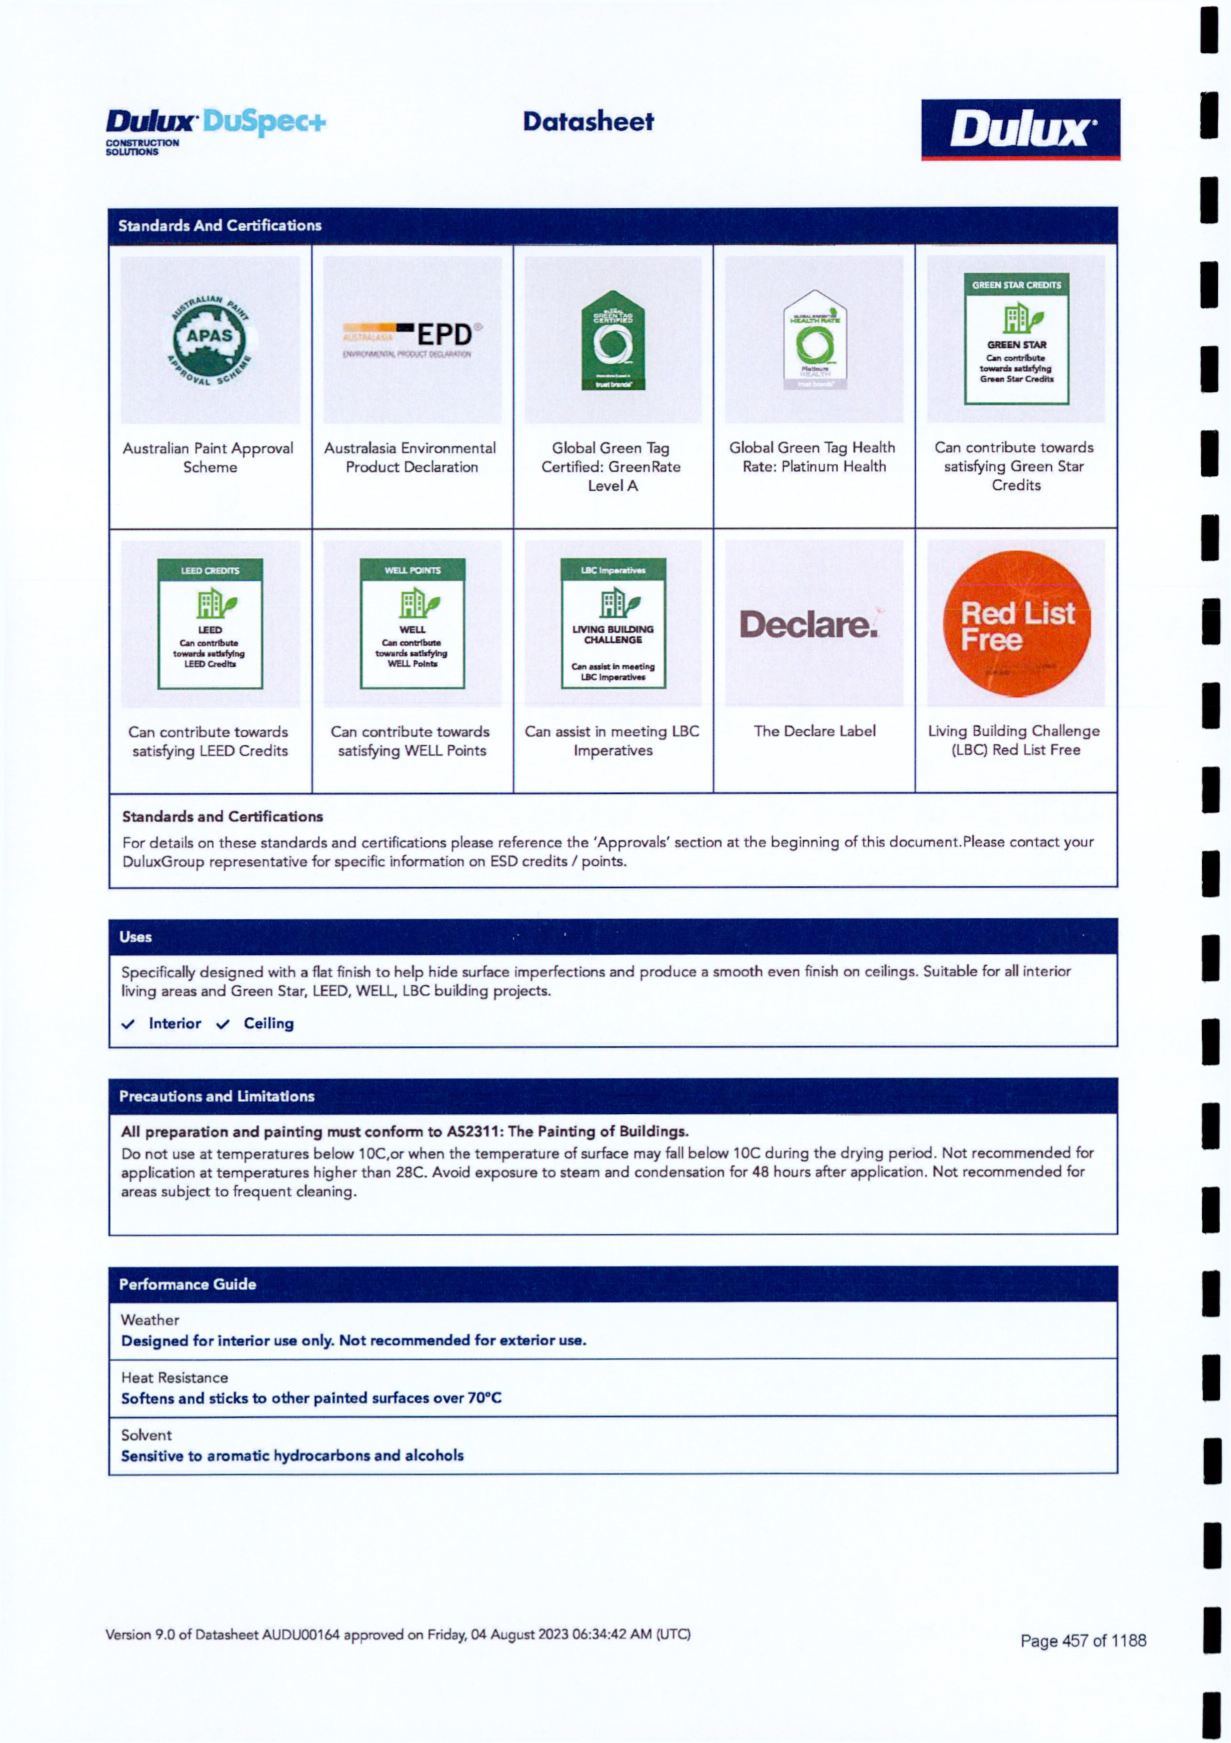 Dulux DuSpec+
CONSTRUCTION
SOLUTIONS
Datasheet
Dulux
Standards And Certifications
AUSTRALIAN PAINT
APAS
APPROVAL SCHEME
AUSTRALASIA EPD®
ENVIRONMENTAL PRODUCT DECLARATION
GREEN TAG
CERTIFIED
trust brands
HEALTH RATE
Platinum
HEALTH
trust brands
GREEN STAR CREDITS
GREEN STAR
Can contribute
towards satisfying
Green Star Credits
Australian Paint Approval
Scheme
Australasia Environmental
Product Declaration
Global Green Tag
Certified: GreenRate
Level A
Global Green Tag Health
Rate: Platinum Health
Can contribute towards
satisfying Green Star
Credits
LEED CREDITS
LEED
Can contribute
towards satisfying
LEED Credits
WELL POINTS
WELL
Can contribute
towards satisfying
WELL Points
LBC Imperatives
LIVING BUILDING
CHALLENGE
Can assist in meeting
LBC Imperatives
Declare.
Red List
Free
Can contribute towards
satisfying LEED Credits
Can contribute towards
satisfying WELL Points
Can assist in meeting LBC
Imperatives
The Declare Label
Living Building Challenge
(LBC) Red List Free
Standards and Certifications
For details on these standards and certifications please reference the 'Approvals' section at the beginning of this document.Please contact your
DuluxGroup representative for specific information on ESD credits / points.
Uses
Specifically designed with a flat finish to help hide surface imperfections and produce a smooth even finish on ceilings. Suitable for all interior
living areas and Green Star, LEED, WELL, LBC building projects.
✓ Interior ✓ Ceiling
Precautions and Limitations
All preparation and painting must conform to AS2311: The Painting of Buildings.
Do not use at temperatures below 10C,or when the temperature of surface may fall below 10C during the drying period. Not recommended for
application at temperatures higher than 28C. Avoid exposure to steam and condensation for 48 hours after application. Not recommended for
areas subject to frequent cleaning.
Performance Guide
Weather
Designed for interior use only. Not recommended for exterior use.
Heat Resistance
Softens and sticks to other painted surfaces over 70°C
Solvent
Sensitive to aromatic hydrocarbons and alcohols
Version 9.0 of Datasheet AUDU00164 approved on Friday, 04 August 2023 06:34:42 AM (UTC)
Page 457 of 1188